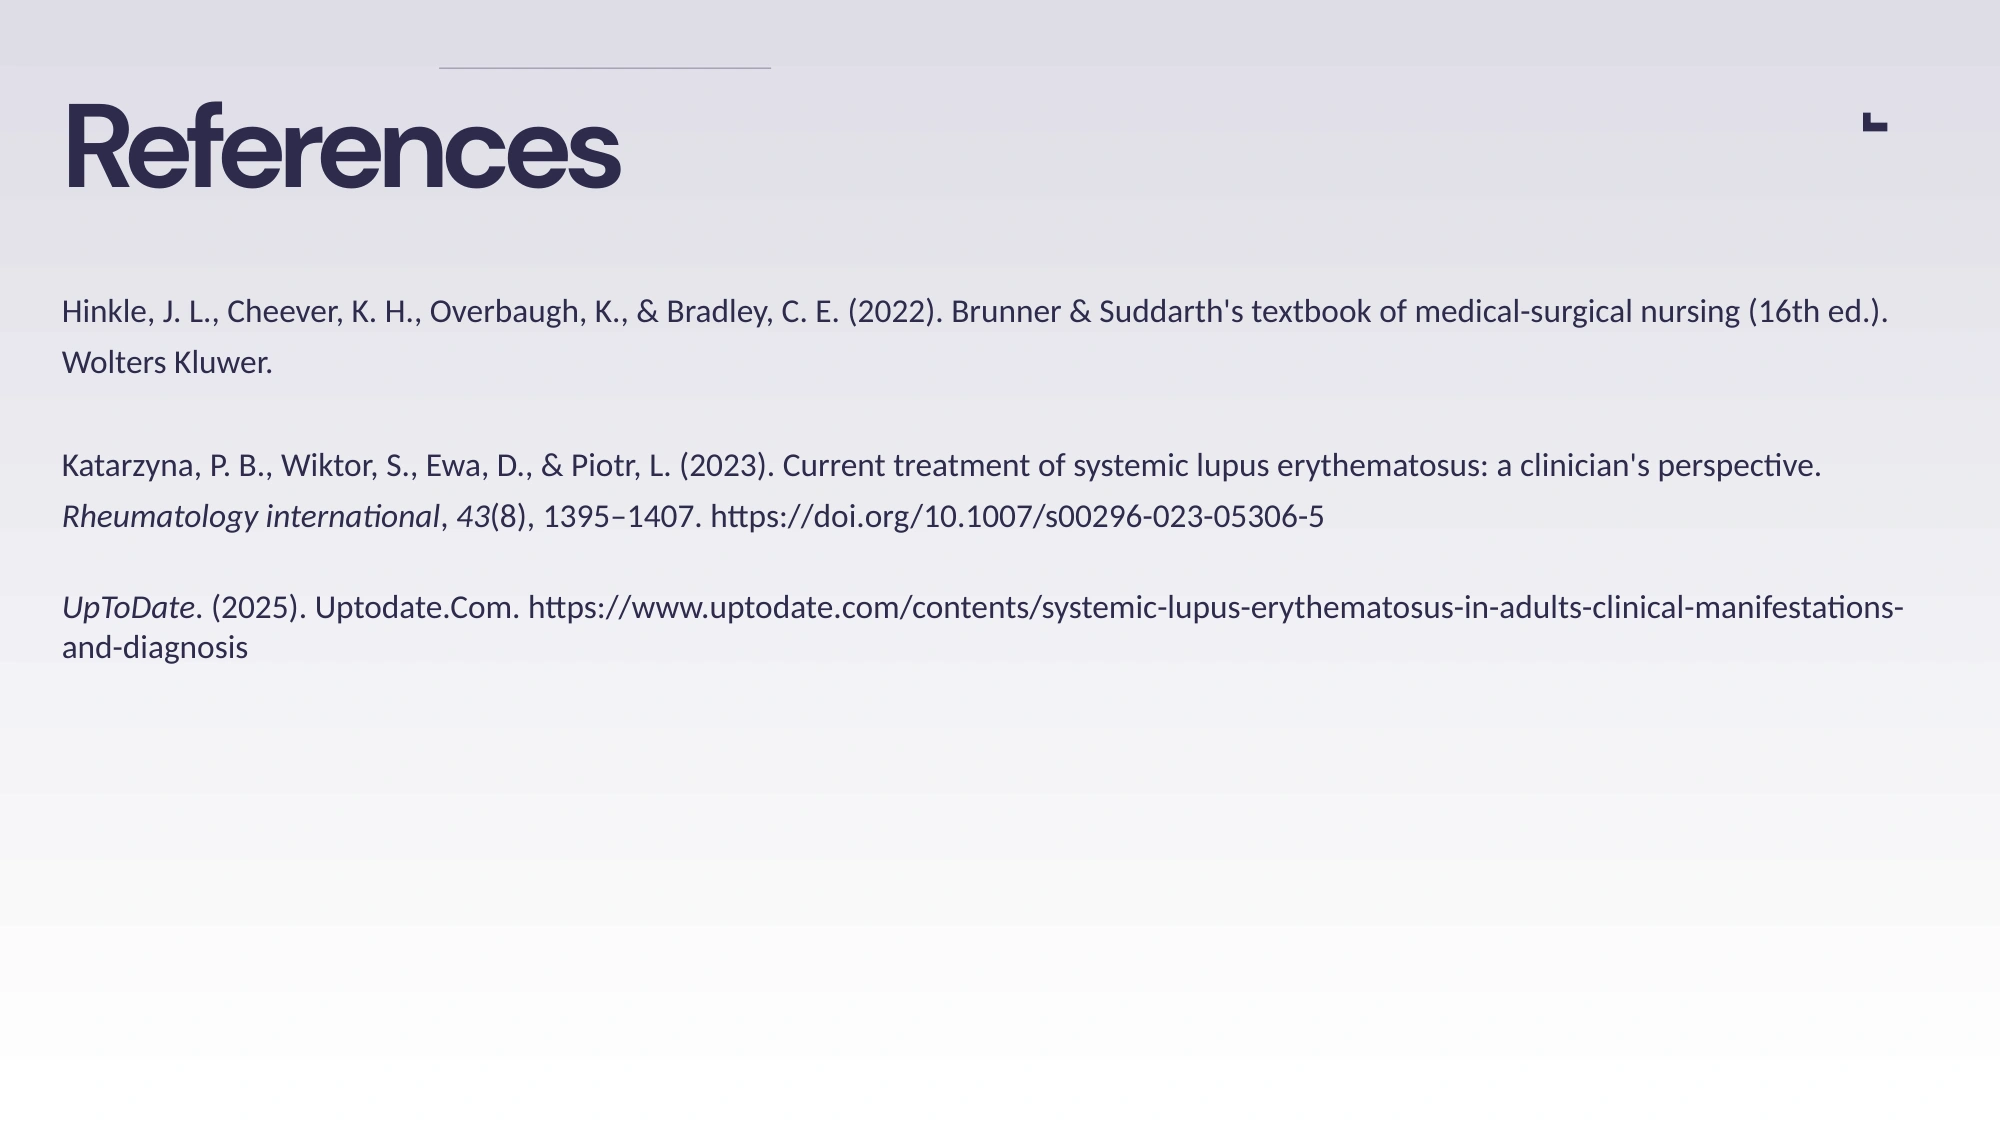 References
Hinkle, J. L., Cheever, K. H., Overbaugh, K., & Bradley, C. E. (2022). Brunner & Suddarth's textbook of medical-surgical nursing (16th ed.).
Wolters Kluwer.
Katarzyna, P. B., Wiktor, S., Ewa, D., & Piotr, L. (2023). Current treatment of systemic lupus erythematosus: a clinician's perspective.
Rheumatology international, 43(8), 1395–1407. https://doi.org/10.1007/s00296-023-05306-5
UpToDate. (2025). Uptodate.Com. https://www.uptodate.com/contents/systemic-lupus-erythematosus-in-adults-clinical-manifestations-
and-diagnosis